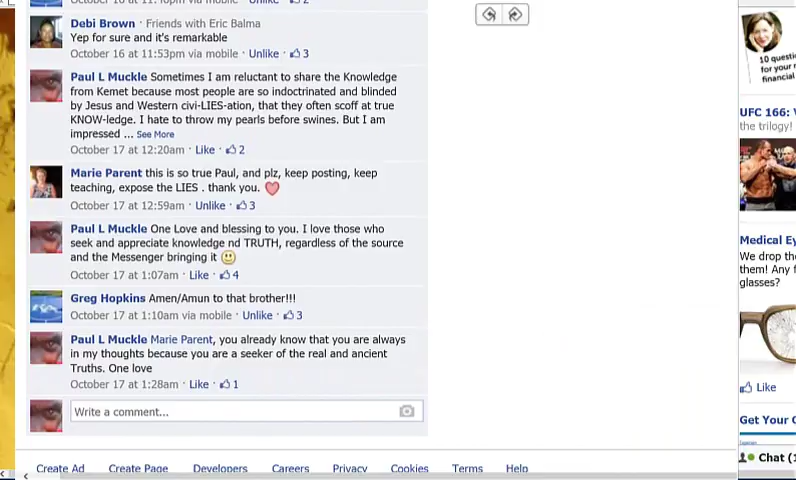 2
Debi Brown · Friends with Eric Balma
Yep for sure and it's remarkable
October 16 at 11:53pm via mobile · Unlike · 3
Paul L Muckle Sometimes I am reluctant to share the Knowledge
from Kemet because most people are so indoctrinated and blinded
by Jesus and Western civi-LIES-ation, that they often scoff at true
KNOW-ledge. I hate to throw my pearls before swines. But I am
impressed ... See More
October 17 at 12:20am · Like · 2
Marie Parent this is so true Paul, and plz, keep posting, keep
teaching, expose the LIES . thank you.
October 17 at 12:59am · Unlike · 3
Paul L Muckle One Love and blessing to you. I love those who
seek and appreciate knowledge nd TRUTH, regardless of the source
and the Messenger bringing it
October 17 at 1:07am · Like · 4
Greg Hopkins Amen/Amun to that brother!!!
October 17 at 1:10am via mobile · Unlike · 3
Paul L Muckle Marie Parent, you already know that you are always
in my thoughts because you are a seeker of the real and ancient
Truths. One love
October 17 at 1:28am · Like · 1
Write a comment...
Create Ad Create Page Developers Careers Privacy Cookies Terms Help
10 questi
for your r
financial
UFC 166: V
the trilogy!
Medical Ey
We drop the
them! Any f
glasses?
Like
Get Your C
Chat (1